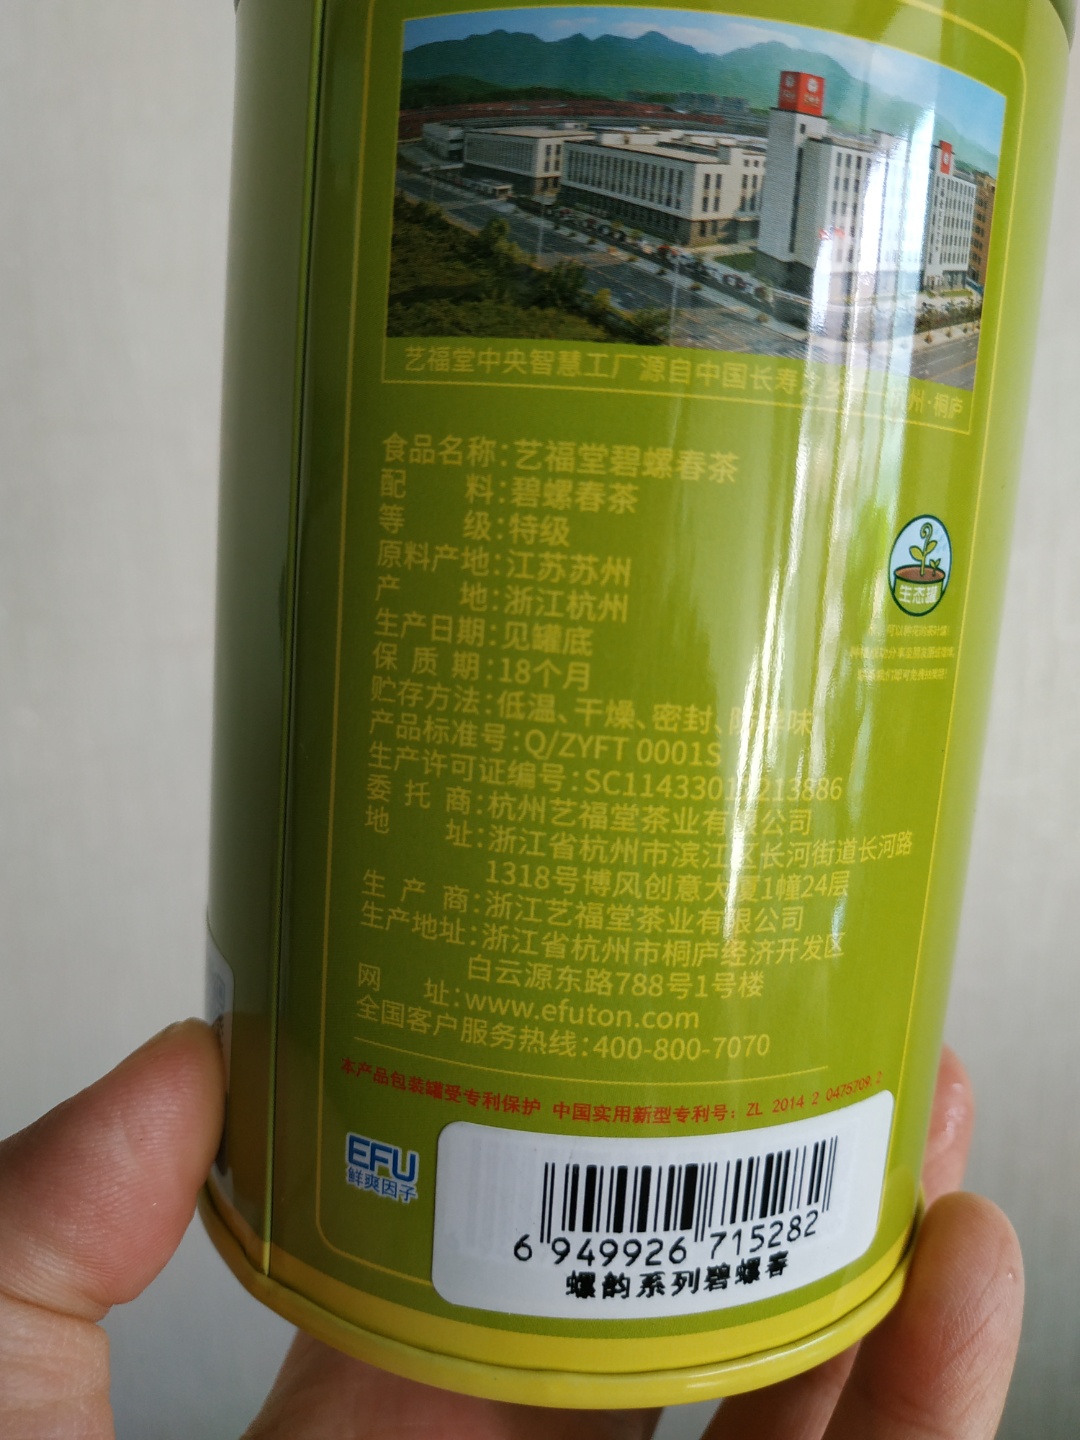 艺福堂中央智慧工厂源自中国长寿之乡 州·桐庐
食品名称:艺福堂碧螺春茶
配料:碧螺春茶
等级:特级
原料产地:江苏苏州
产地:浙江杭州
生产日期:见罐底
保质期:18个月
贮存方法:低温、干燥、密封、防异味
产品标准号:Q/ZYFT 0001S
生产许可证编号:SC11433012213886
委托商:杭州艺福堂茶业有限公司
地址:浙江省杭州市滨江区长河街道长河路
1318号博风创意大厦1幢24层
生产商:浙江艺福堂茶业有限公司
生产地址:浙江省杭州市桐庐经济开发区
白云源东路788号1号楼
网址:www.efuton.com
全国客户服务热线:400-800-7070
本产品包装罐受专利保护 中国实用新型专利号: ZL 2014 2 0475709.2
生态罐
EFU
鲜爽因子
6 949926 715282
螺韵系列碧螺春